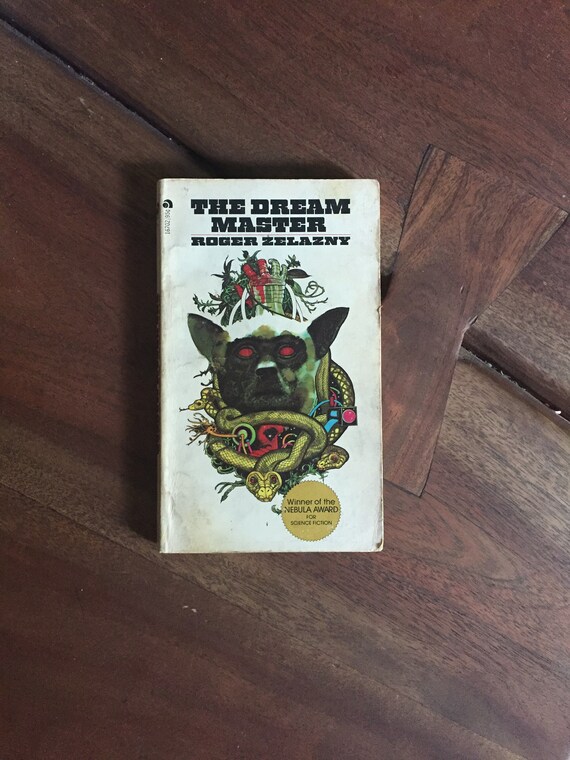 THE DREAM
MASTER
ROGER ZELAZNY
Winner of the
NEBULA AWARD
FOR
SCIENCE FICTION